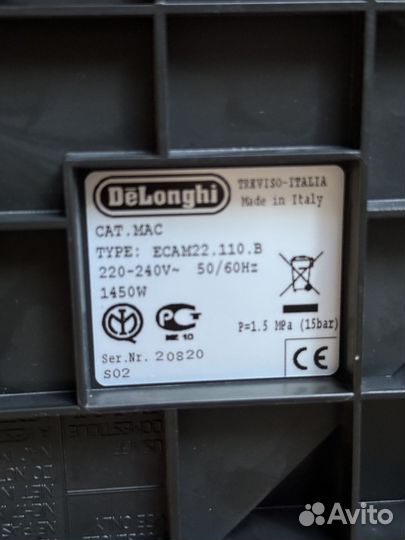 DeLonghi
TREVISO-ITALIA
Made in Italy
CAT.MAC
TYPE: ECAM22.110.B
220-240V~ 50/60Hz
1450W
P=1.5 MPa (15bar)
Ser.Nr. 20820
S02
CE
Avito